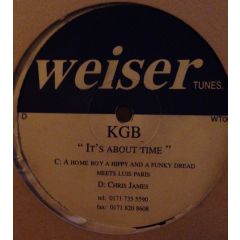 weiser
TUNES.
D
WT0
KGB
" IT'S ABOUT TIME "
C: A HOME BOY A HIPPY AND A FUNKY DREAD
MEETS LUIS PARIS
D: CHRIS JAMES
tel: 0171 735 5590
fax: 0171 820 8608